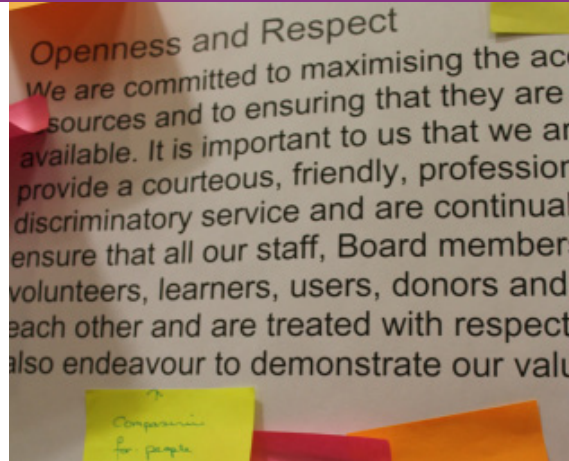 Openness and Respect
We are committed to maximising the acc
sources and to ensuring that they are
available. It is important to us that we ar
provide a courteous, friendly, profession
discriminatory service and are continual
ensure that all our staff, Board members
volunteers, learners, users, donors and
each other and are treated with respect
also endeavour to demonstrate our valu
for people